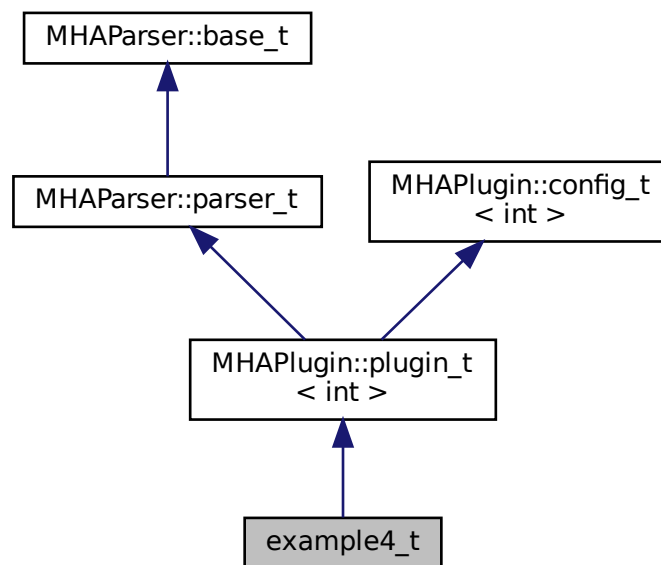 MHAParser::base_t
MHAParser::parser_t
MHAPlugin::config_t
< int >
MHAPlugin::plugin_t
< int >
example4_t